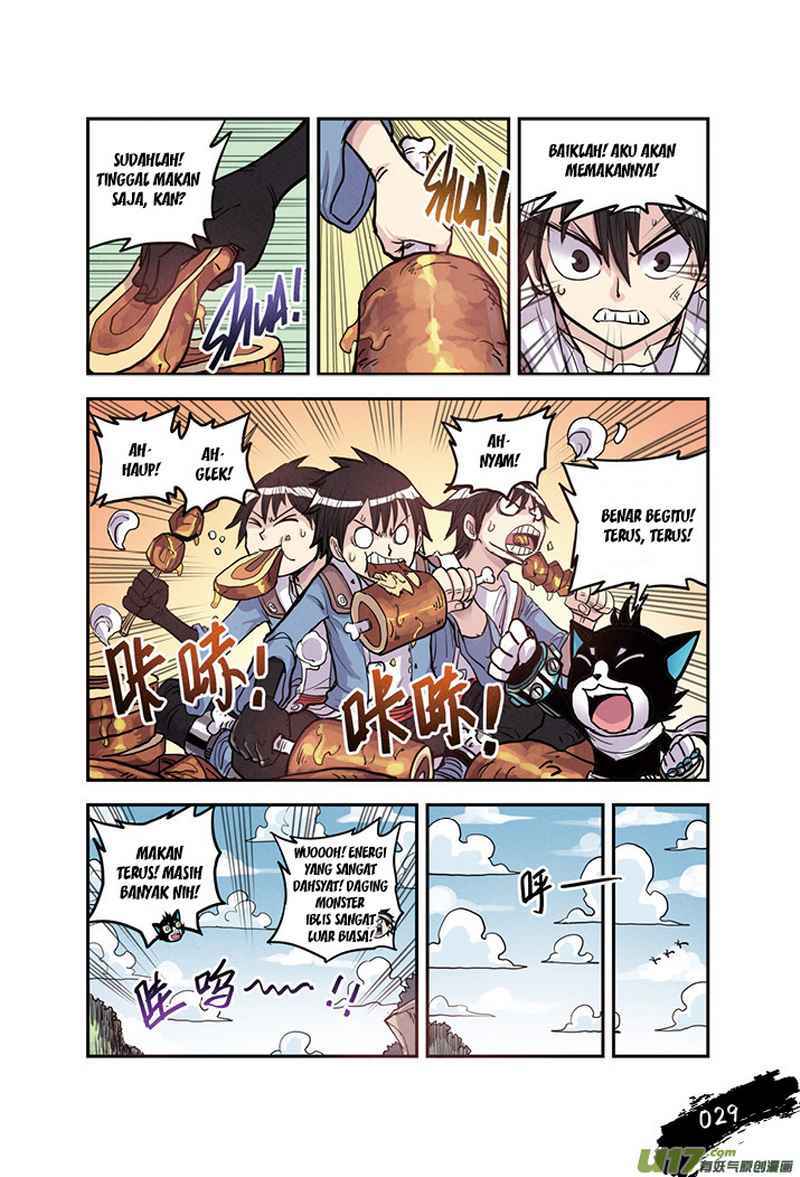 SUDAHLAH!
TINGGAL MAKAN
SAJA, KAN?
SHUA!
SHUA!
BAIKLAH! AKU AKAN
MEMAKANNYA!
AH-
HAUP!
AH-
GLEK!
AH-
NYAM!
BENAR BEGITU!
TERUS, TERUS!
咔哧!
咔哧!
MAKAN
TERUS! MASIH
BANYAK NIH!
WUOOOH! ENERGI
YANG SANGAT
DAHSYAT! DAGING
MONSTER
IBLIS SANGAT
LUAR BIASA!
哇呜~~!!
呼——
029
U17.com
有妖气原创漫画